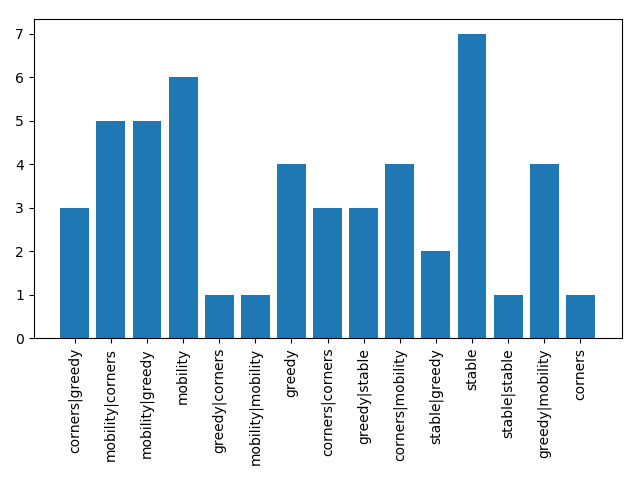 7
6
5
4
3
2
1
0
corners|greedy
mobility|corners
mobility|greedy
mobility
greedy|corners
mobility|mobility
greedy
corners|corners
greedy|stable
corners|mobility
stable|greedy
stable
stable|stable
greedy|mobility
corners